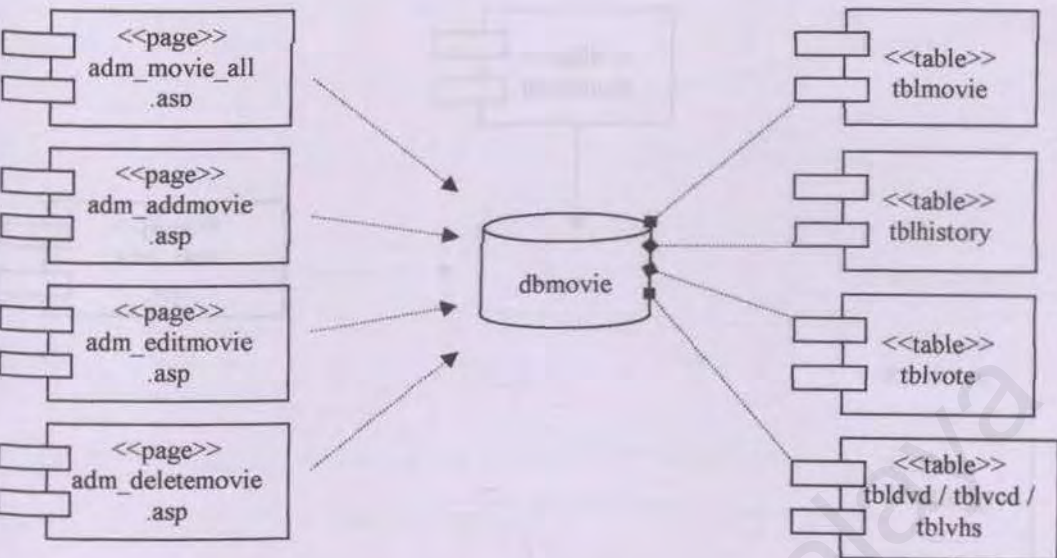 <<page>>
adm_movie_all
.asp
<<page>>
adm_addmovie
.asp
<<page>>
adm_editmovie
.asp
<<page>>
adm_deletemovie
.asp
dbmovie
<<table>>
tblmovie
<<table>>
tblhistory
<<table>>
tblvote
<<table>>
tbldvd / tblvcd /
tblvhs